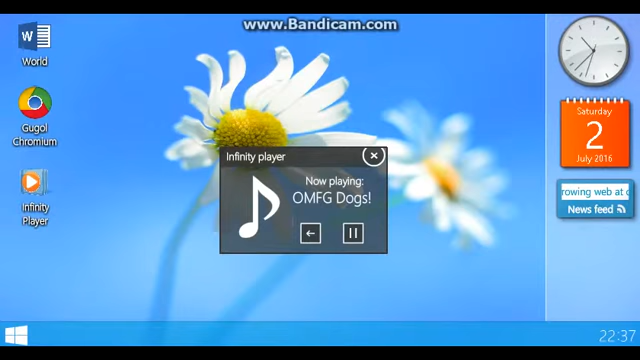 www.Bandicam.com
World
Gugol
Chromium
Infinity
Player
Infinity player
Now playing:
OMFG Dogs!
Saturday
2
July 2016
rowing web at
News feed
22:37